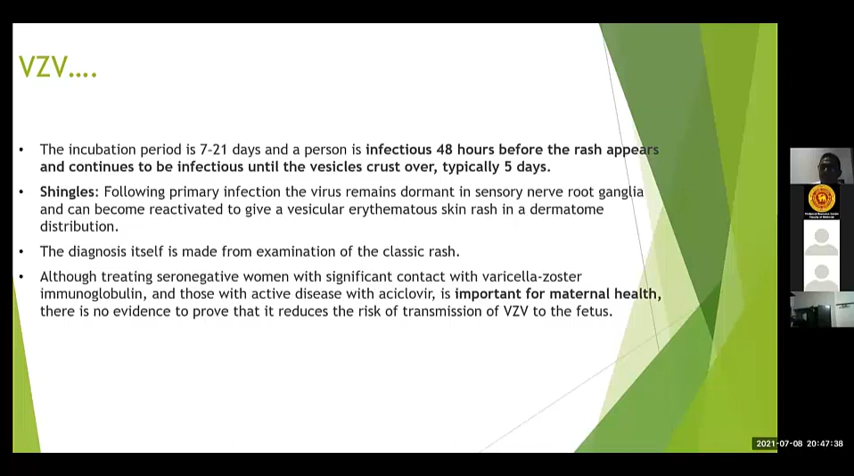 VZV....
• The incubation period is 7-21 days and a person is infectious 48 hours before the rash appears
and continues to be infectious until the vesicles crust over, typically 5 days.
• Shingles: Following primary infection the virus remains dormant in sensory nerve root ganglia
and can become reactivated to give a vesicular erythematous skin rash in a dermatome
distribution.
• The diagnosis itself is made from examination of the classic rash.
• Although treating seronegative women with significant contact with varicella-zoster
immunoglobulin, and those with active disease with aciclovir, is important for maternal health,
there is no evidence to prove that it reduces the risk of transmission of VZV to the fetus.
2021-07-08 20:47:38